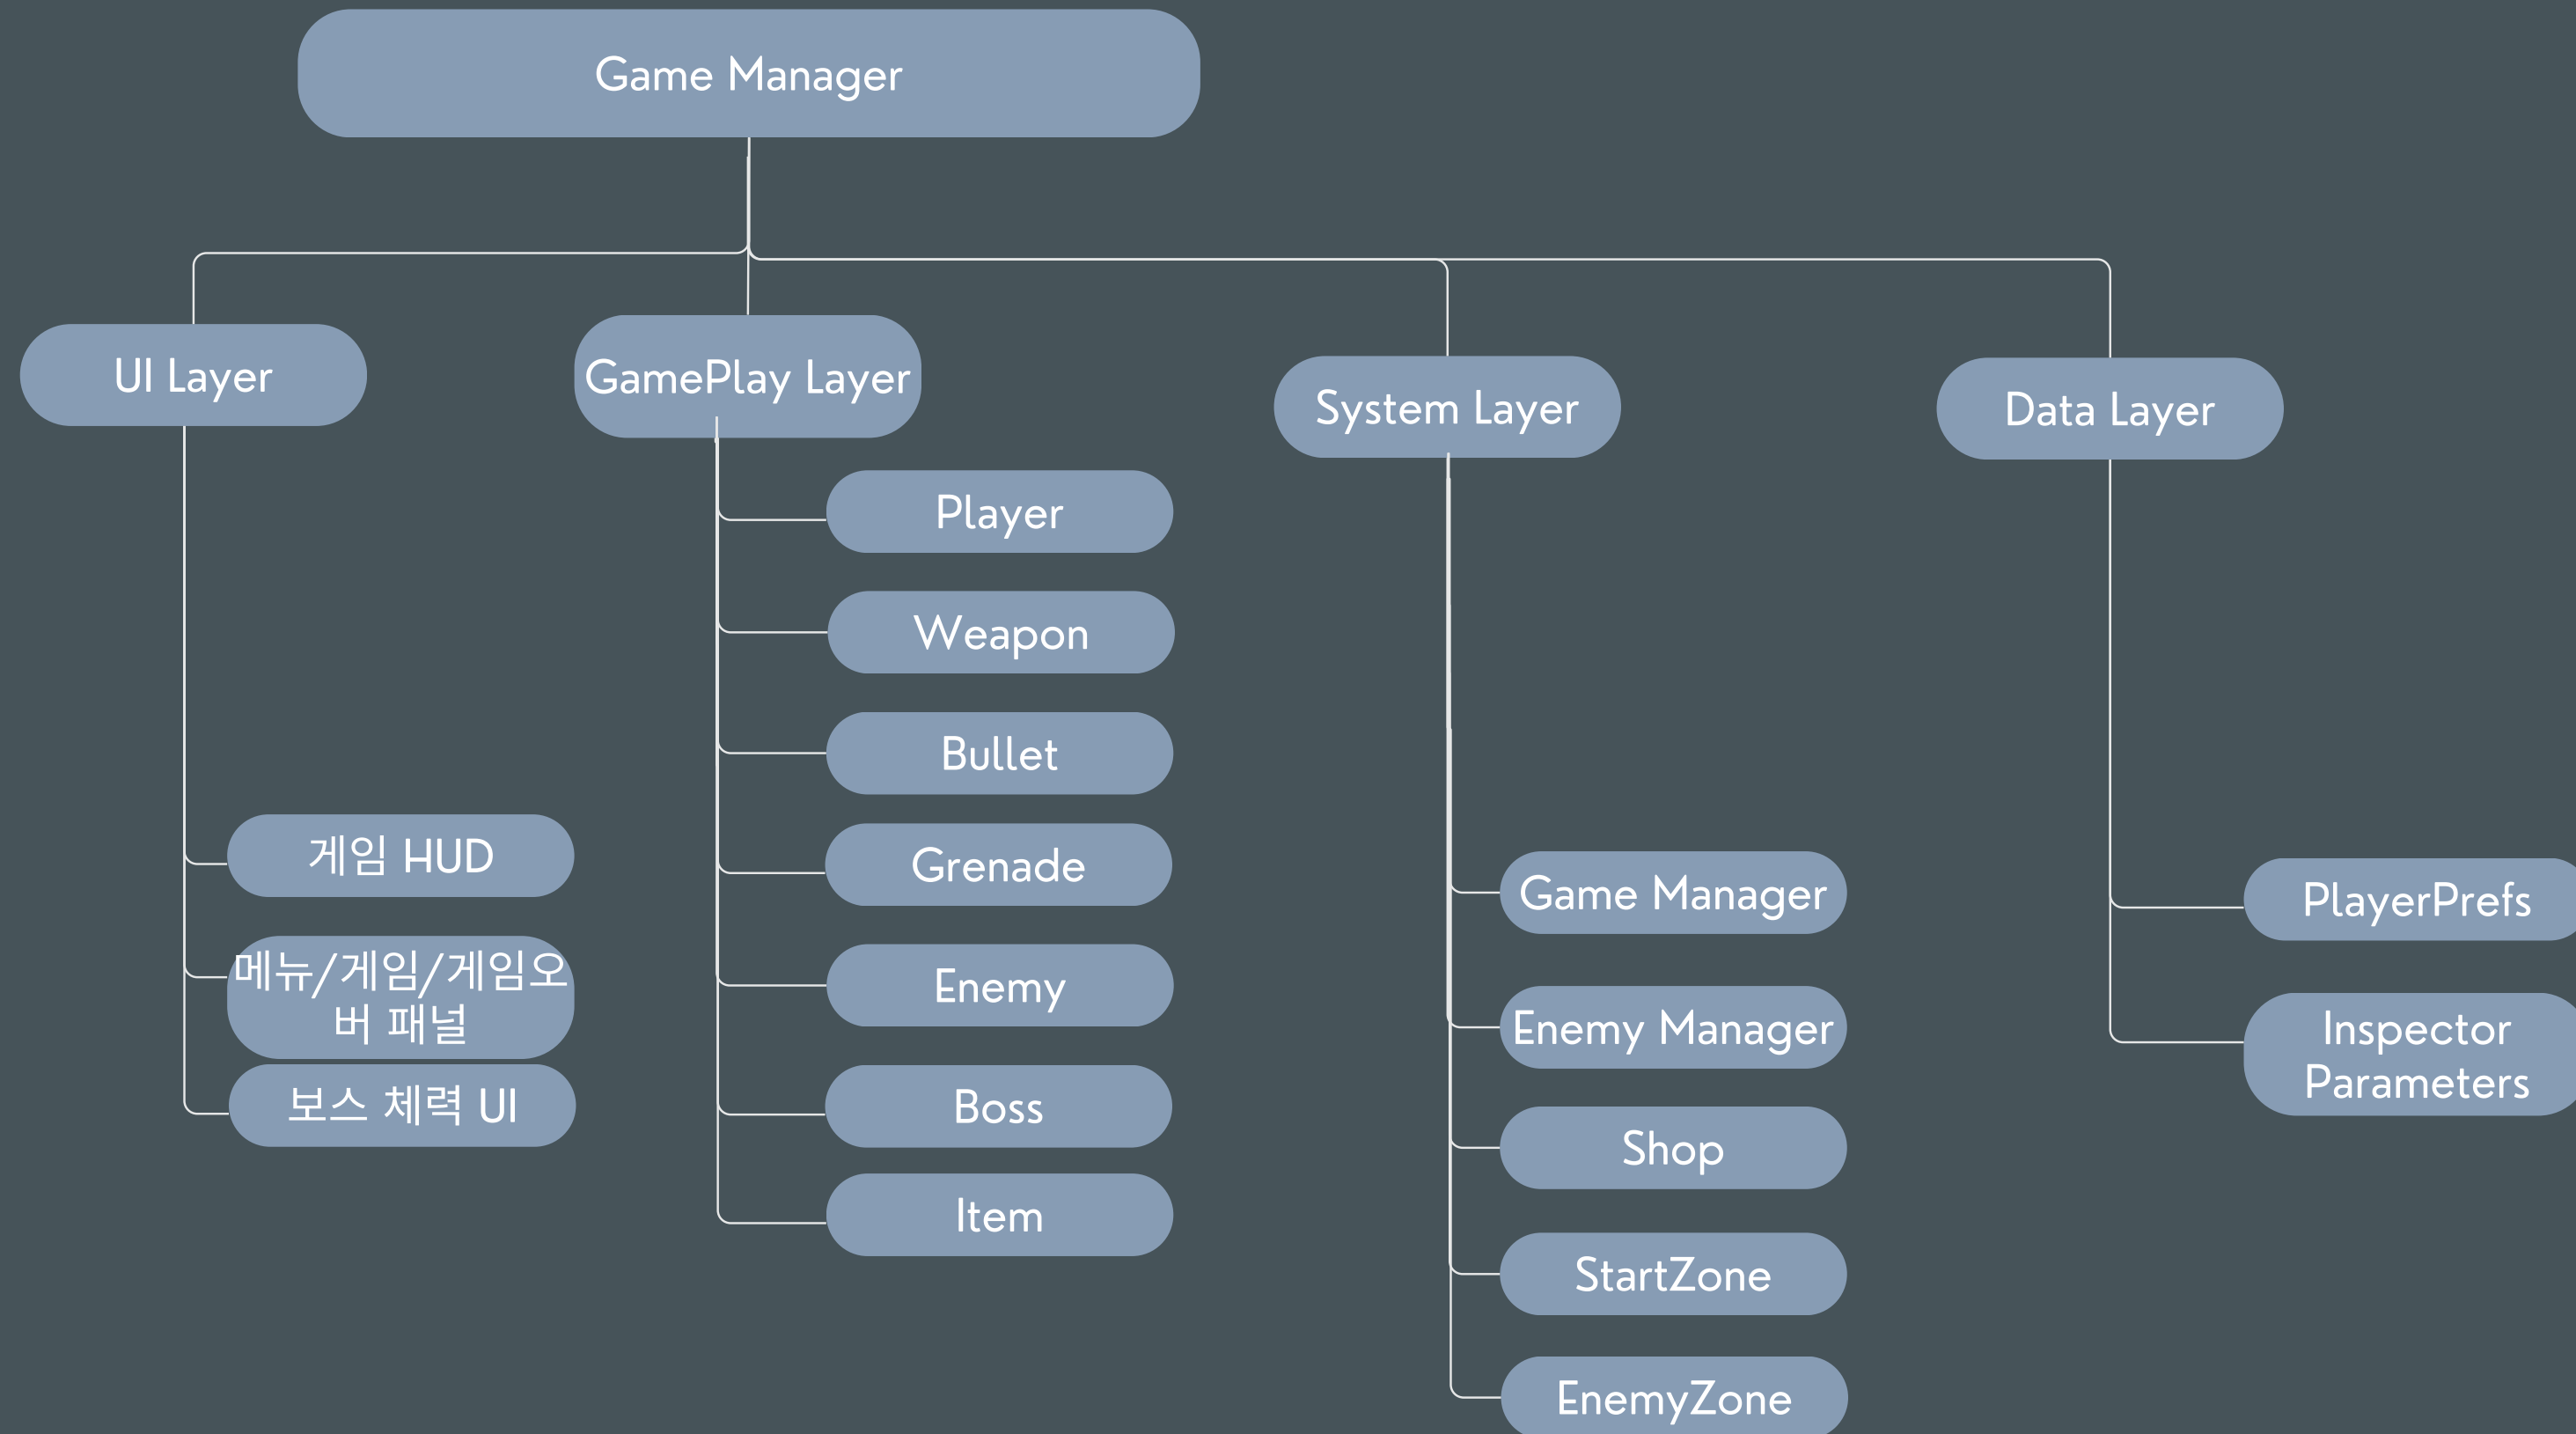 Game Manager
UI Layer
GamePlay Layer
System Layer
Data Layer
게임 HUD
메뉴/게임/게임오
버 패널
보스 체력 UI
Player
Weapon
Bullet
Grenade
Enemy
Boss
Item
Game Manager
Enemy Manager
Shop
StartZone
EnemyZone
PlayerPrefs
Inspector
Parameters